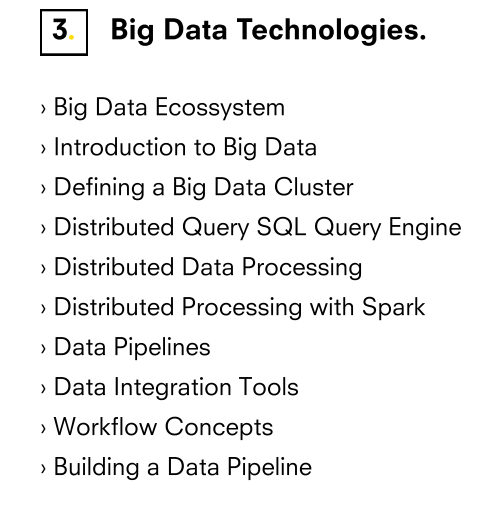 3. Big Data Technologies.
› Big Data Ecossystem
› Introduction to Big Data
› Defining a Big Data Cluster
› Distributed Query SQL Query Engine
› Distributed Data Processing
› Distributed Processing with Spark
› Data Pipelines
› Data Integration Tools
› Workflow Concepts
› Building a Data Pipeline